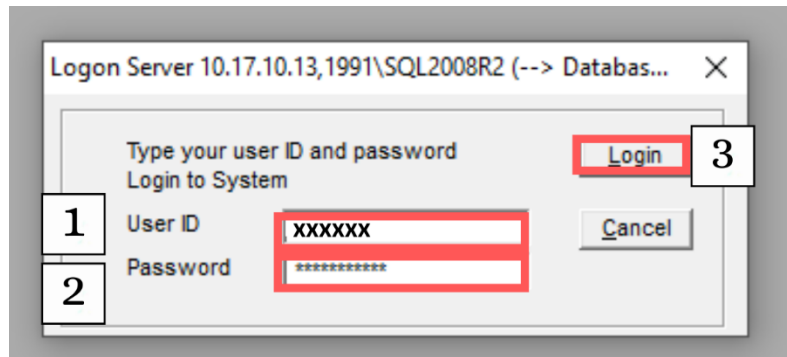 Logon Server 10.17.10.13,1991\SQL2008R2 (--> Databas...
Type your user ID and password
Login to System
Login
3
1
User ID
xxxxxx
Cancel
2
Password
***********